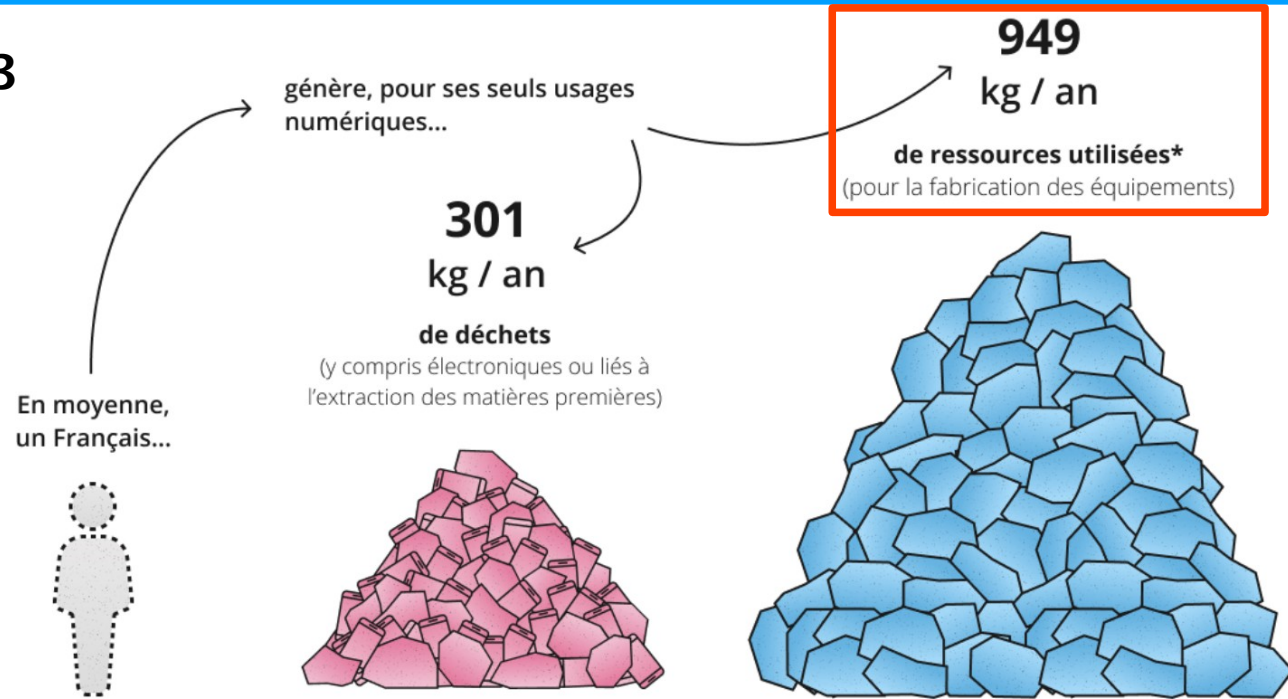 3
949
kg / an
de ressources utilisées*
(pour la fabrication des équipements)
génère, pour ses seuls usages
numériques...
301
kg / an
de déchets
(y compris électroniques ou liés à
l'extraction des matières premières)
En moyenne,
un Français...